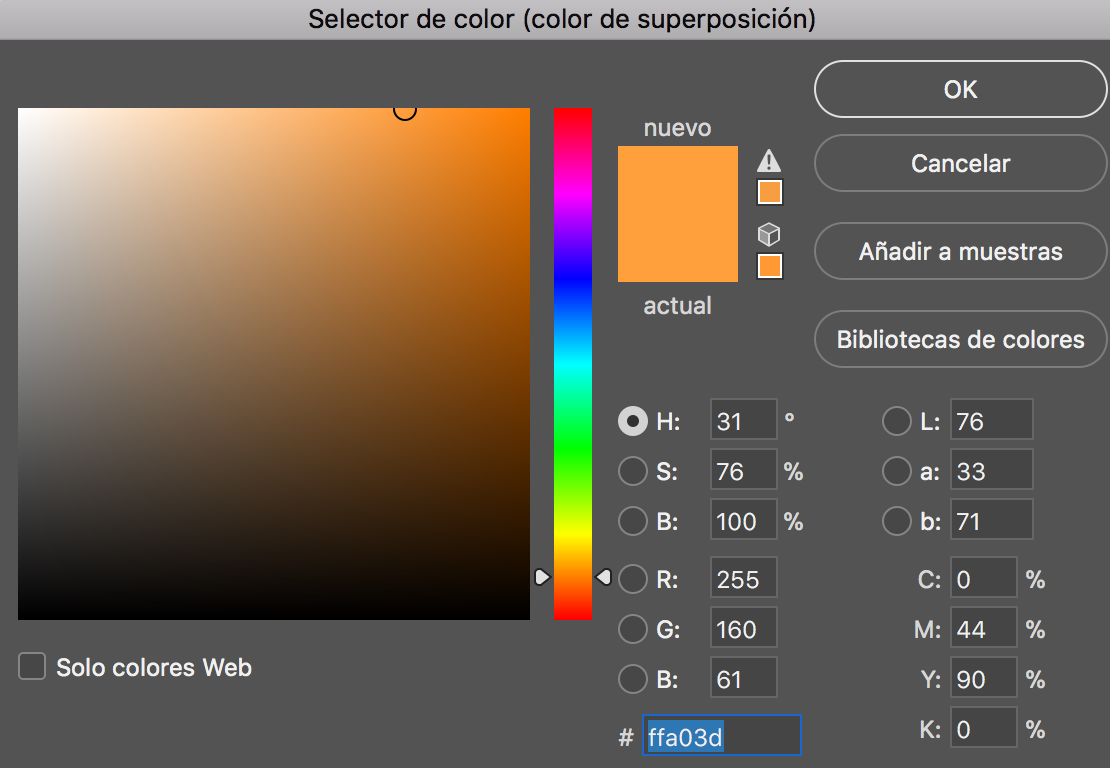 Selector de color (color de superposición)
nuevo
actual
OK
Cancelar
Añadir a muestras
Bibliotecas de colores
H: 31 °
S: 76 %
B: 100 %
R: 255
G: 160
B: 61
# ffa03d
L: 76
a: 33
b: 71
C: 0 %
M: 44 %
Y: 90 %
K: 0 %
Solo colores Web